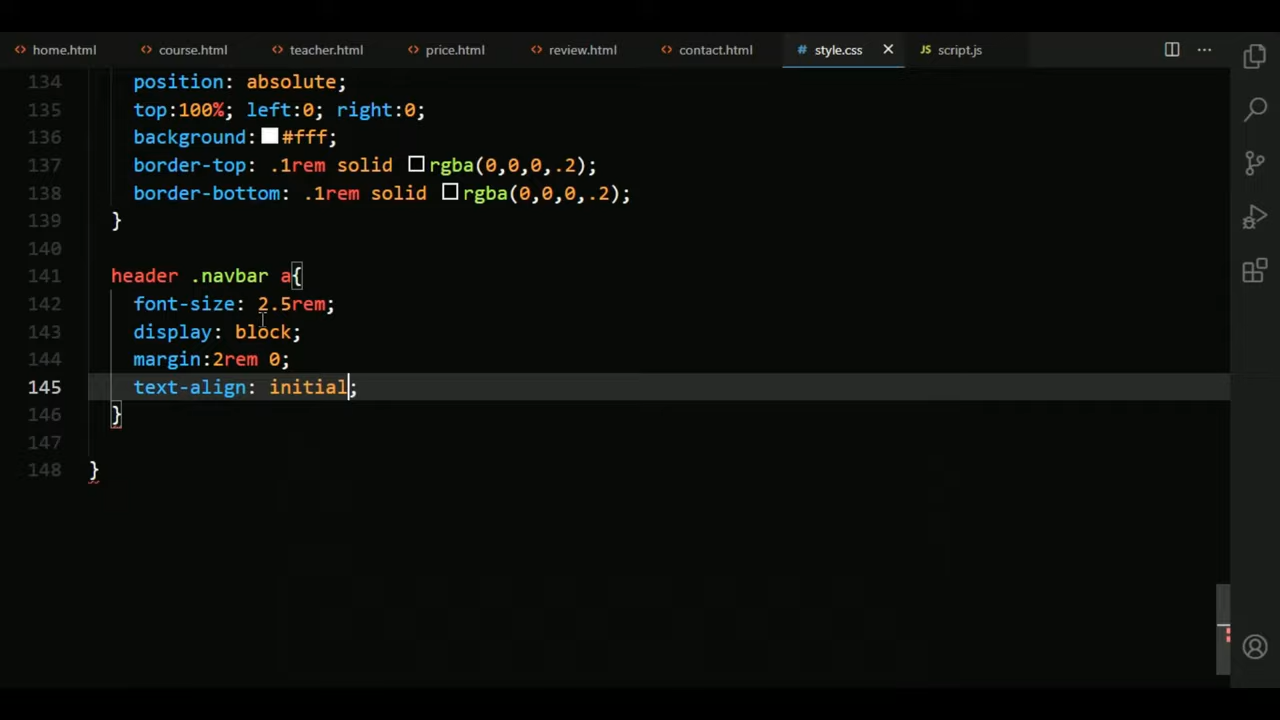 home.html course.html teacher.html price.html review.html contact.html # style.css JS script.js
134 position: absolute;
135 top:100%; left:0; right:0;
136 background: #fff;
137 border-top: .1rem solid rgba(0,0,0,.2);
138 border-bottom: .1rem solid rgba(0,0,0,.2);
139 }
140
141 header .navbar a{
142 font-size: 2.5rem;
143 display: block;
144 margin:2rem 0;
145 text-align: initial;
146 }
147
148 }